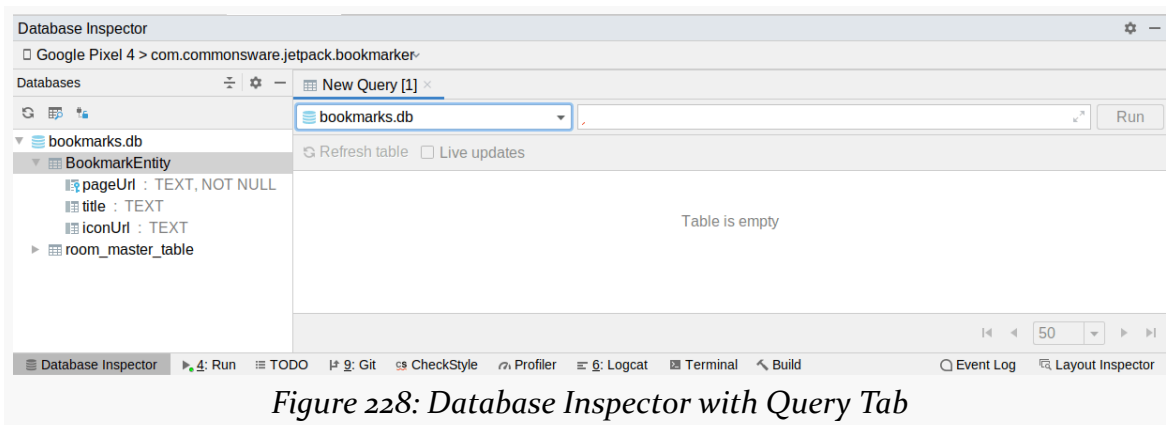 Database Inspector
Google Pixel 4 > com.commonsware.jetpack.bookmarker
Databases
New Query [1]
bookmarks.db
Run
bookmarks.db
Refresh table Live updates
BookmarkEntity
pageUrl : TEXT, NOT NULL
title : TEXT
iconUrl : TEXT
room_master_table
Table is empty
50
Database Inspector 4: Run TODO 9: Git CheckStyle Profiler 6: Logcat Terminal Build Event Log Layout Inspector
Figure 228: Database Inspector with Query Tab